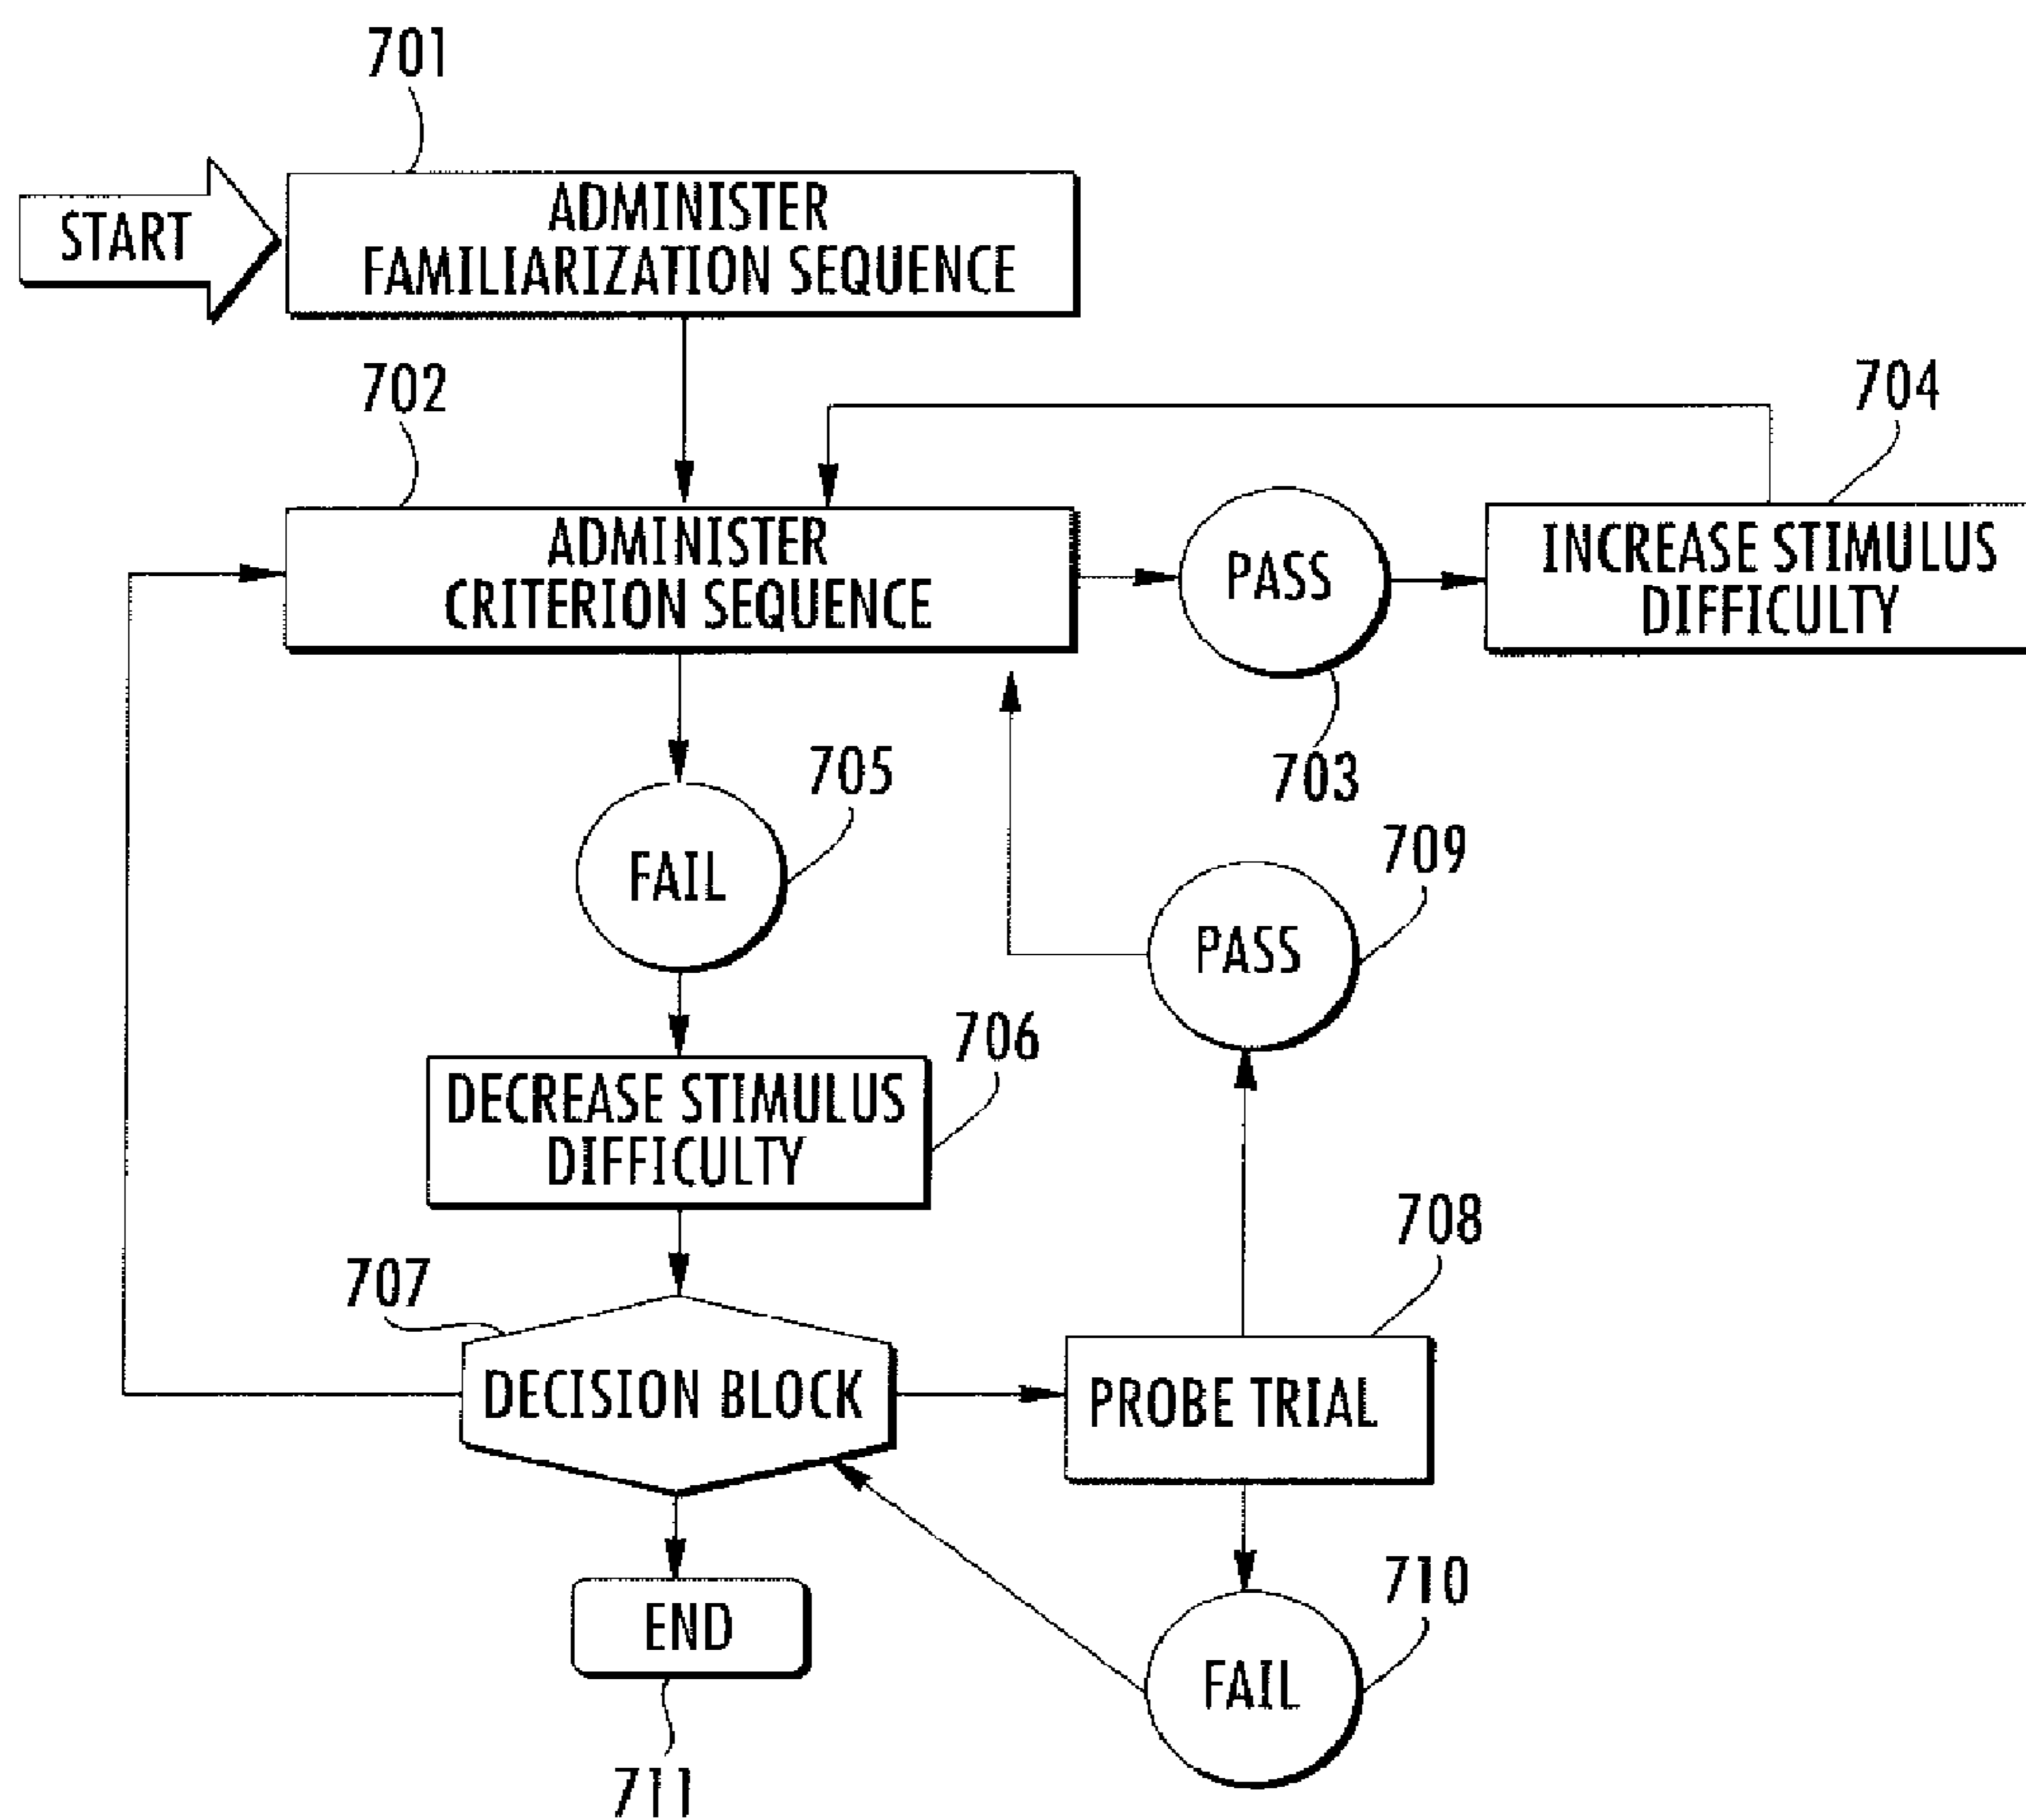 701
START
ADMINISTER
FAMILIARIZATION SEQUENCE
702
704
ADMINISTER
CRITERION SEQUENCE
PASS
INCREASE STIMULUS
DIFFICULTY
703
705
FAIL
709
PASS
706
DECREASE STIMULUS
DIFFICULTY
708
707
DECISION BLOCK
PROBE TRIAL
710
END
FAIL
711